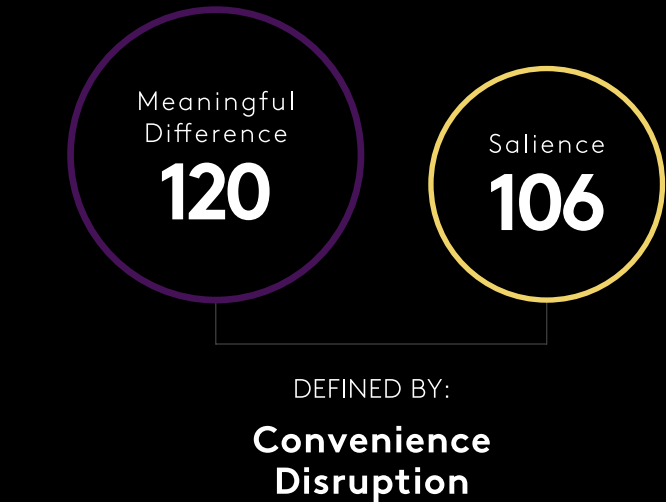 Meaningful
Difference
120
Salience
106
DEFINED BY:
Convenience
Disruption